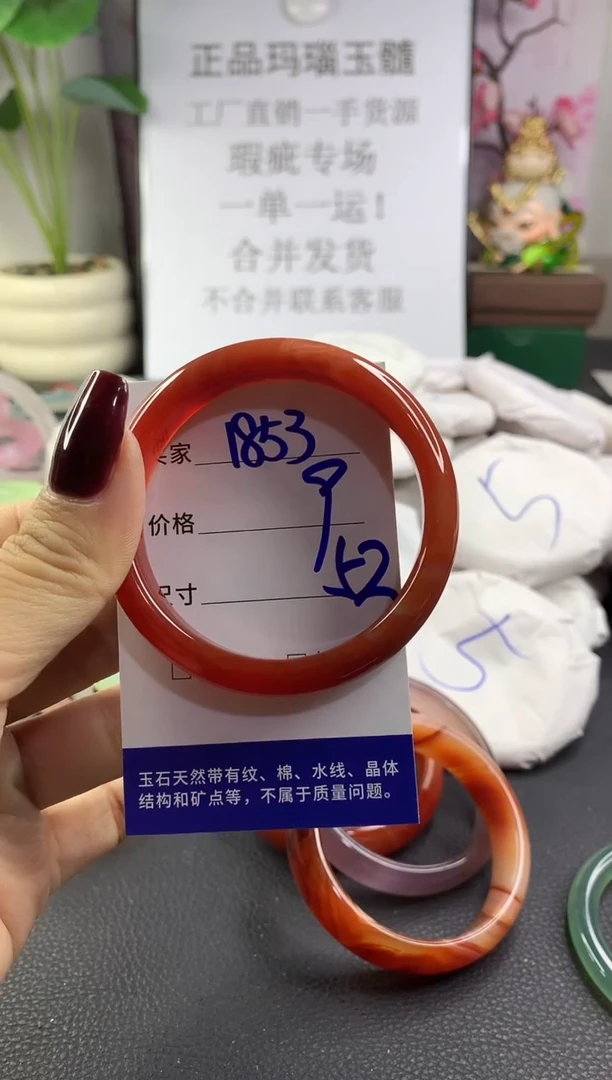 正品玛瑙玉髓
工厂直销一手货源
瑕疵专场
一单一运！
合并发货
不合并联系客服
家 1853
价格
尺寸 52
玉石天然带有纹、棉、水线、晶体
结构和矿点等，不属于质量问题。
5